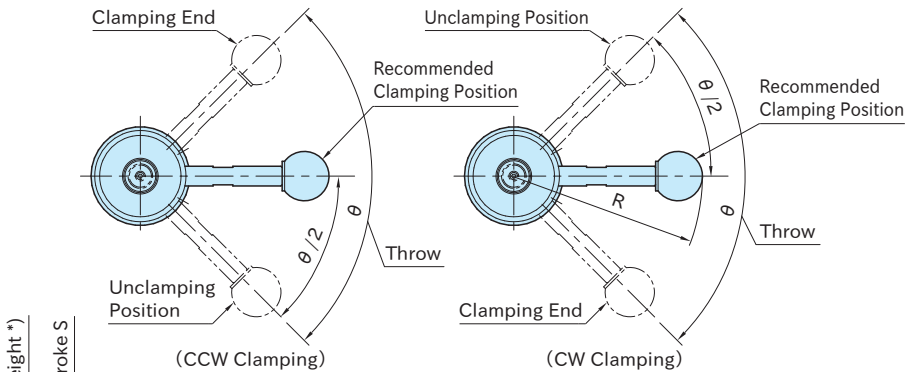 Clamping End
Recommended
Clamping Position
θ/2
θ
Throw
Unclamping
Position
(CCW Clamping)
Unclamping Position
θ/2
Recommended
Clamping Position
R
θ
Throw
Clamping End
(CW Clamping)
eight *)
roke S